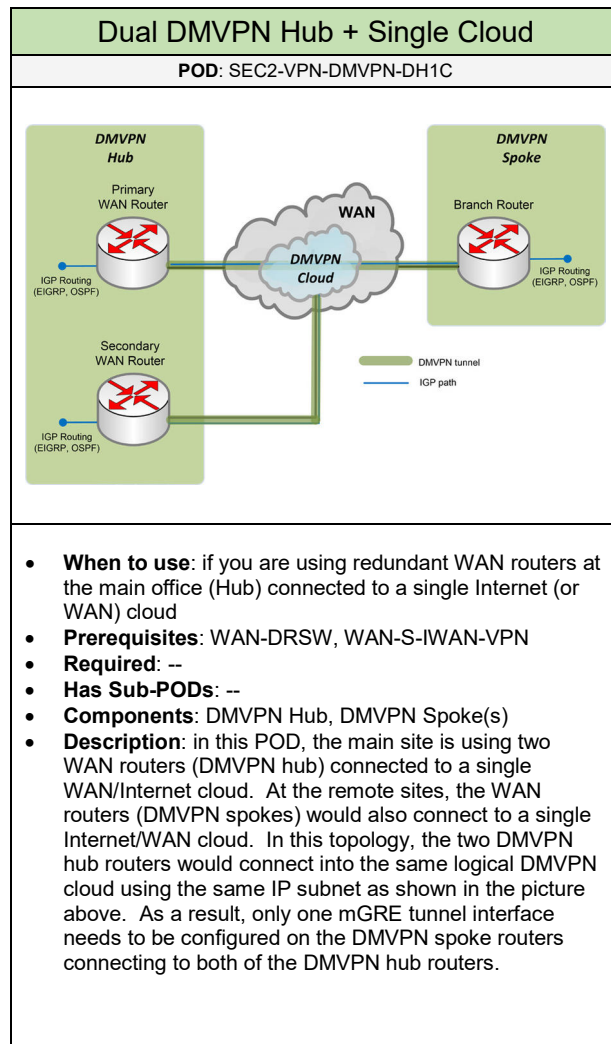 Dual DMVPN Hub + Single Cloud
POD: SEC2-VPN-DMVPN-DH1C
DMVPN
Hub
Primary
WAN Router
IGP Routing
(EIGRP, OSPF)
Secondary
WAN Router
IGP Routing
(EIGRP, OSPF)
WAN
DMVPN
Cloud
DMVPN
Spoke
Branch Router
IGP Routing
(EIGRP, OSPF)
DMVPN tunnel
IGP path
• When to use: if you are using redundant WAN routers at
the main office (Hub) connected to a single Internet (or
WAN) cloud
• Prerequisites: WAN-DRSW, WAN-S-IWAN-VPN
• Required: --
• Has Sub-PODs: --
• Components: DMVPN Hub, DMVPN Spoke(s)
• Description: in this POD, the main site is using two
WAN routers (DMVPN hub) connected to a single
WAN/Internet cloud. At the remote sites, the WAN
routers (DMVPN spokes) would also connect to a single
Internet/WAN cloud. In this topology, the two DMVPN
hub routers would connect into the same logical DMVPN
cloud using the same IP subnet as shown in the picture
above. As a result, only one mGRE tunnel interface
needs to be configured on the DMVPN spoke routers
connecting to both of the DMVPN hub routers.